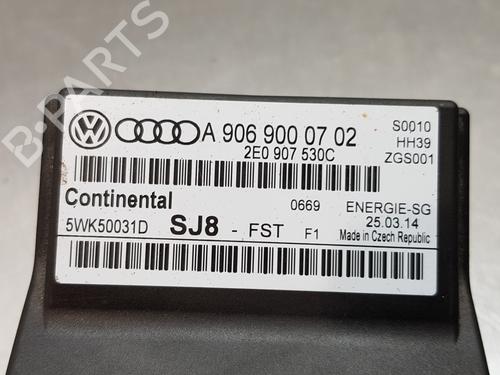 B-PARTS
A 906 900 07 02
2E0 907 530C
S0010
HH39
ZGS001
Continental
5WK50031D SJ8 - FST F1
0669
ENERGIE-SG
25.03.14
Made in Czech Republic